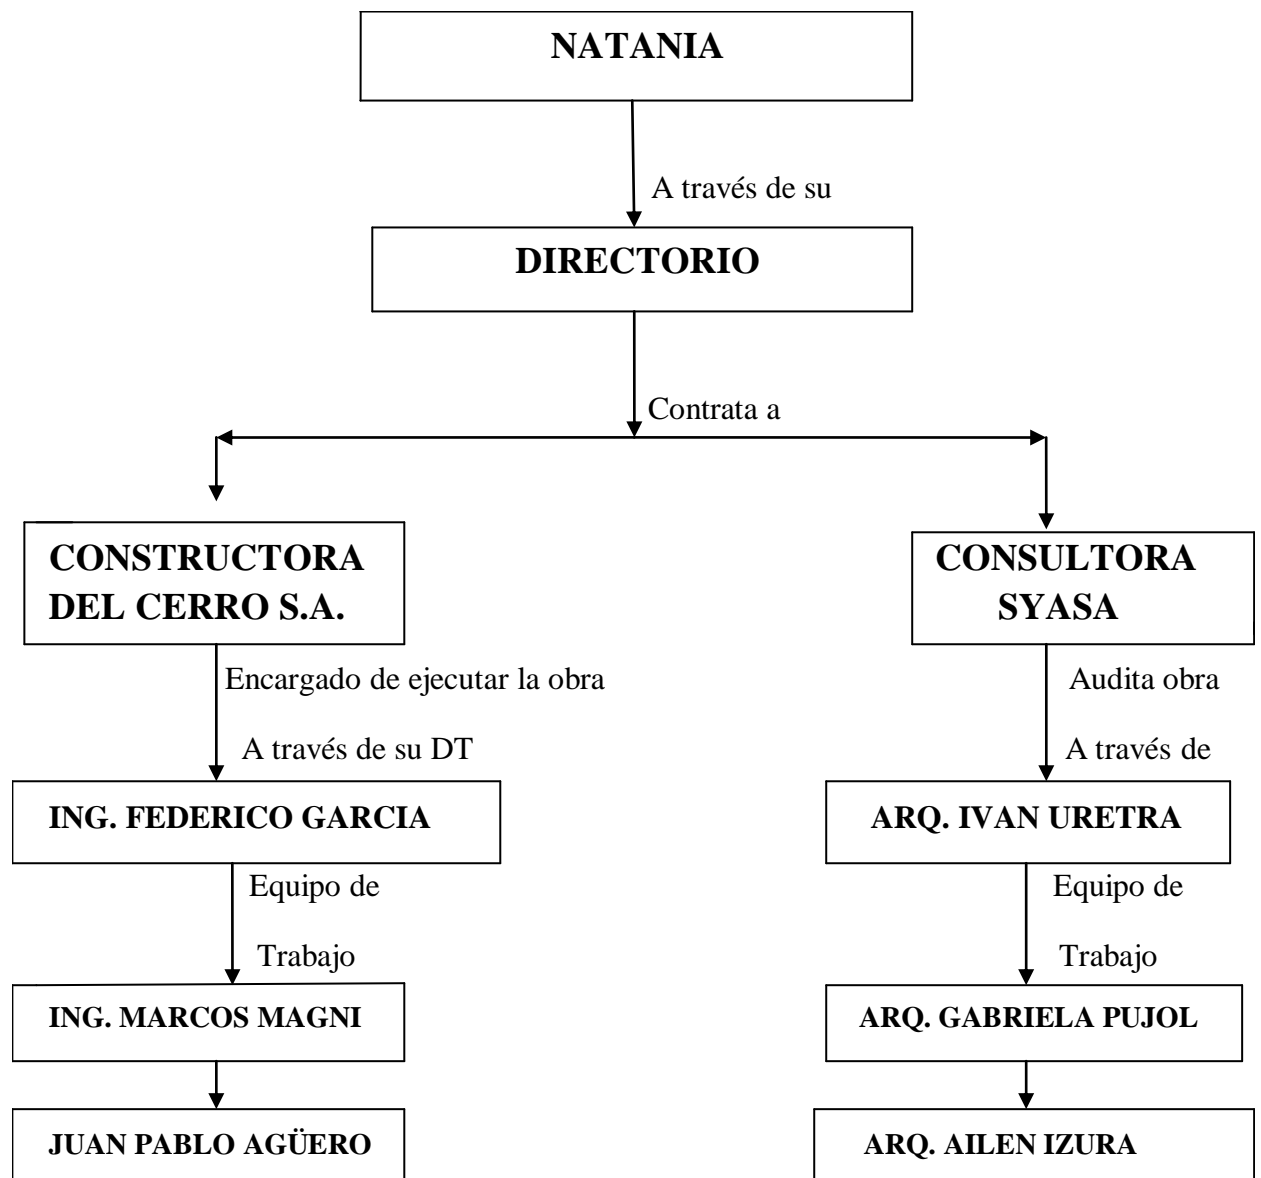 NATANIA
A través de su
DIRECTORIO
Contrata a
CONSTRUCTORA
DEL CERRO S.A.
Encargado de ejecutar la obra
A través de su DT
ING. FEDERICO GARCIA
Equipo de
Trabajo
ING. MARCOS MAGNI
JUAN PABLO AGÜERO
CONSULTORA
SYASA
Audita obra
A través de
ARQ. IVAN URETRA
Equipo de
Trabajo
ARQ. GABRIELA PUJOL
ARQ. AILEN IZURA